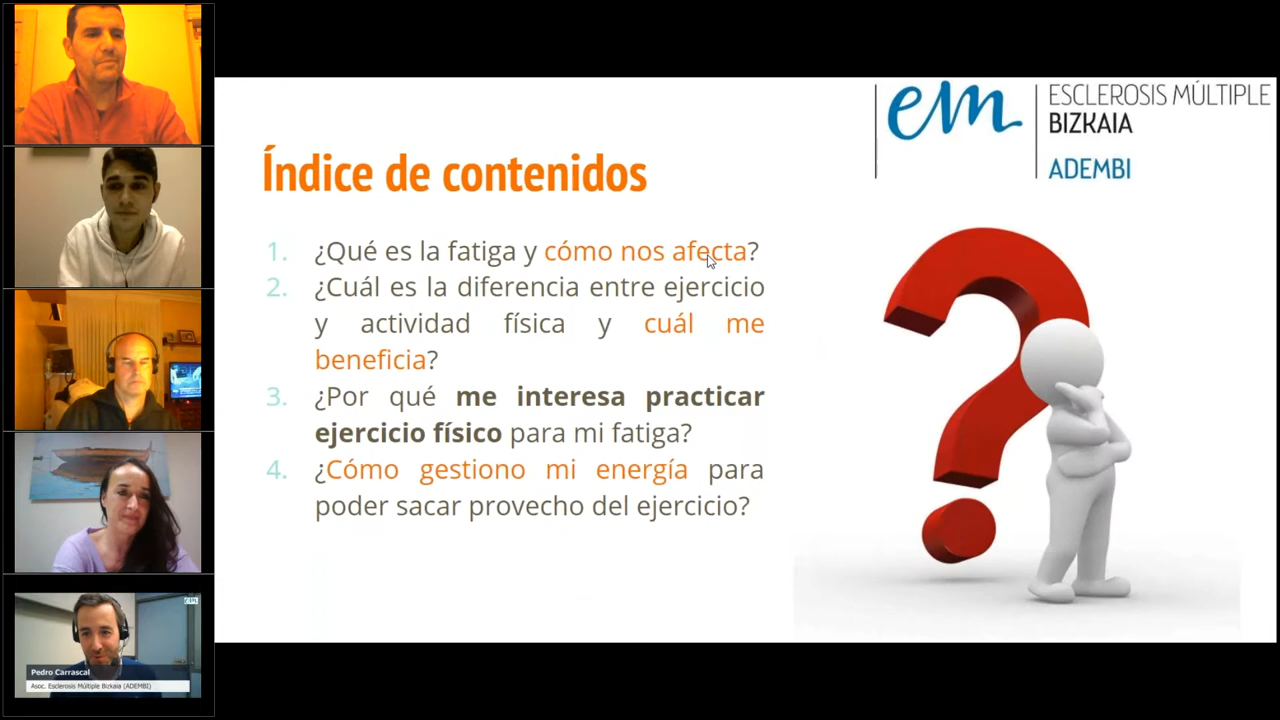 em
ESCLEROSIS MÚLTIPLE
BIZKAIA
ADEMBI
Índice de contenidos
1. ¿Qué es la fatiga y cómo nos afecta?
2. ¿Cuál es la diferencia entre ejercicio
y actividad física y cuál me
beneficia?
3. ¿Por qué me interesa practicar
ejercicio físico para mi fatiga?
4. ¿Cómo gestiono mi energía para
poder sacar provecho del ejercicio?
Pedro Carrascal
Asoc. Esclerosis Múltiple Bizkaia (ADEMBI)